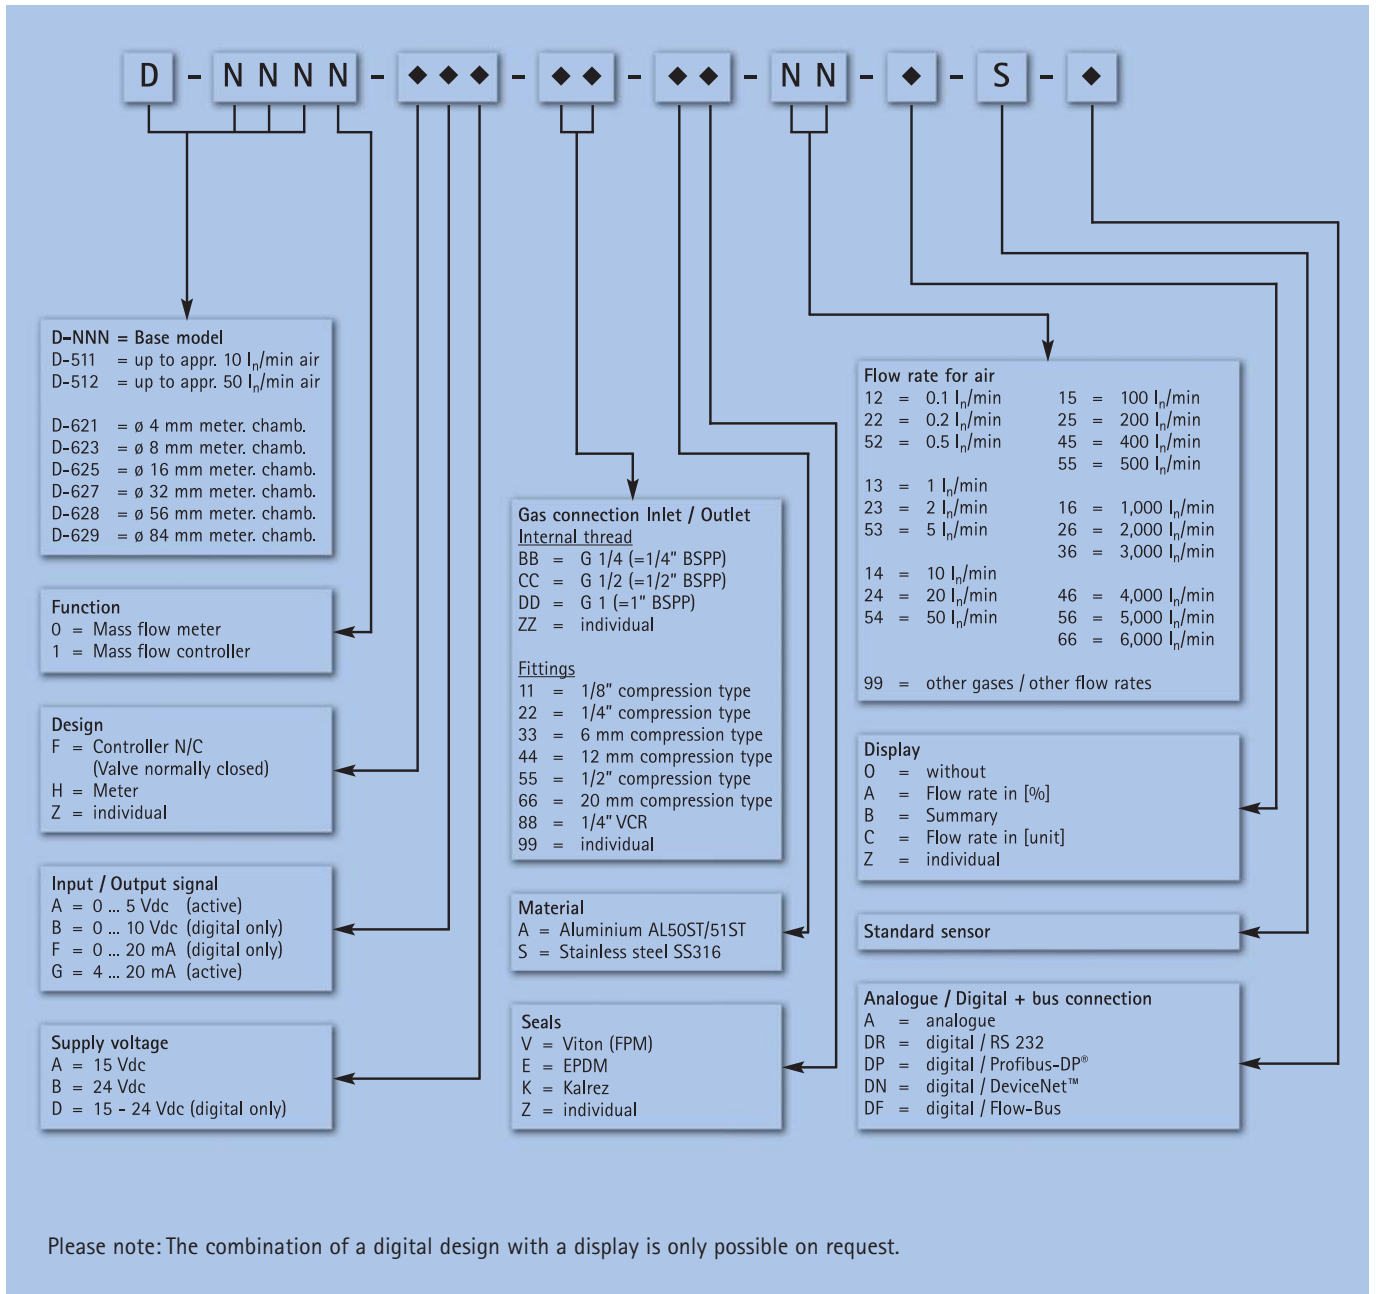 D - NNNN - ◆◆◆ - ◆◆ - ◆◆ - NN - ◆ - S - ◆
D-NNN = Base model
D-511 = up to appr. 10 ln/min air
D-512 = up to appr. 50 ln/min air
D-621 = ø 4 mm meter. chamb.
D-623 = ø 8 mm meter. chamb.
D-625 = ø 16 mm meter. chamb.
D-627 = ø 32 mm meter. chamb.
D-628 = ø 56 mm meter. chamb.
D-629 = ø 84 mm meter. chamb.
Function
0 = Mass flow meter
1 = Mass flow controller
Design
F = Controller N/C
(Valve normally closed)
H = Meter
Z = individual
Input / Output signal
A = 0 ... 5 Vdc (active)
B = 0 ... 10 Vdc (digital only)
F = 0 ... 20 mA (digital only)
G = 4 ... 20 mA (active)
Supply voltage
A = 15 Vdc
B = 24 Vdc
D = 15 - 24 Vdc (digital only)
Gas connection Inlet / Outlet
Internal thread
BB = G 1/4 (=1/4" BSPP)
CC = G 1/2 (=1/2" BSPP)
DD = G 1 (=1" BSPP)
ZZ = individual
Fittings
11 = 1/8" compression type
22 = 1/4" compression type
33 = 6 mm compression type
44 = 12 mm compression type
55 = 1/2" compression type
66 = 20 mm compression type
88 = 1/4" VCR
99 = individual
Material
A = Aluminium AL50ST/51ST
S = Stainless steel SS316
Seals
V = Viton (FPM)
E = EPDM
K = Kalrez
Z = individual
Flow rate for air
12 = 0.1 ln/min 15 = 100 ln/min
22 = 0.2 ln/min 25 = 200 ln/min
52 = 0.5 ln/min 45 = 400 ln/min
55 = 500 ln/min
13 = 1 ln/min
23 = 2 ln/min 16 = 1,000 ln/min
53 = 5 ln/min 26 = 2,000 ln/min
36 = 3,000 ln/min
14 = 10 ln/min
24 = 20 ln/min 46 = 4,000 ln/min
54 = 50 ln/min 56 = 5,000 ln/min
66 = 6,000 ln/min
99 = other gases / other flow rates
Display
0 = without
A = Flow rate in [%]
B = Summary
C = Flow rate in [unit]
Z = individual
Standard sensor
Analogue / Digital + bus connection
A = analogue
DR = digital / RS 232
DP = digital / Profibus-DP®
DN = digital / DeviceNet™
DF = digital / Flow-Bus
Please note: The combination of a digital design with a display is only possible on request.